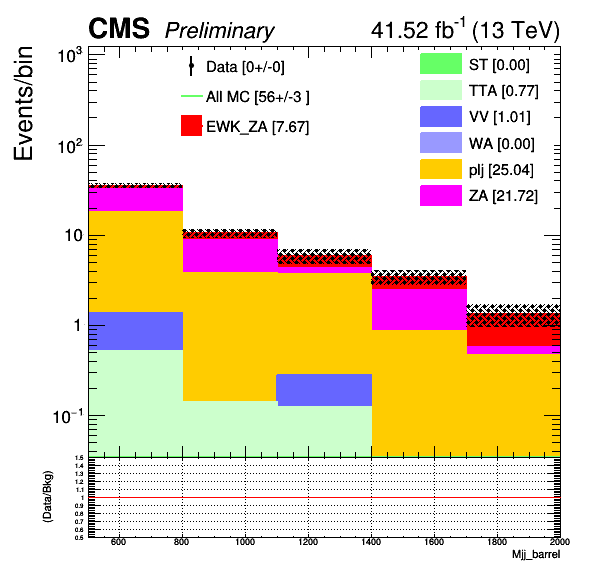 CMS Preliminary 41.52 fb⁻¹ (13 TeV)
Events/bin
10³
10²
10
1
10⁻¹
Data [0+/-0]
All MC [56+/-3 ]
EWK_ZA [7.67]
ST [0.00]
TTA [0.77]
VV [1.01]
WA [0.00]
plj [25.04]
ZA [21.72]
(Data/Bkg)
1.5
1.4
1.3
1.2
1.1
1
0.9
0.8
0.7
0.6
0.5
600 800 1000 1200 1400 1600 1800 2000
Mjj_barrel